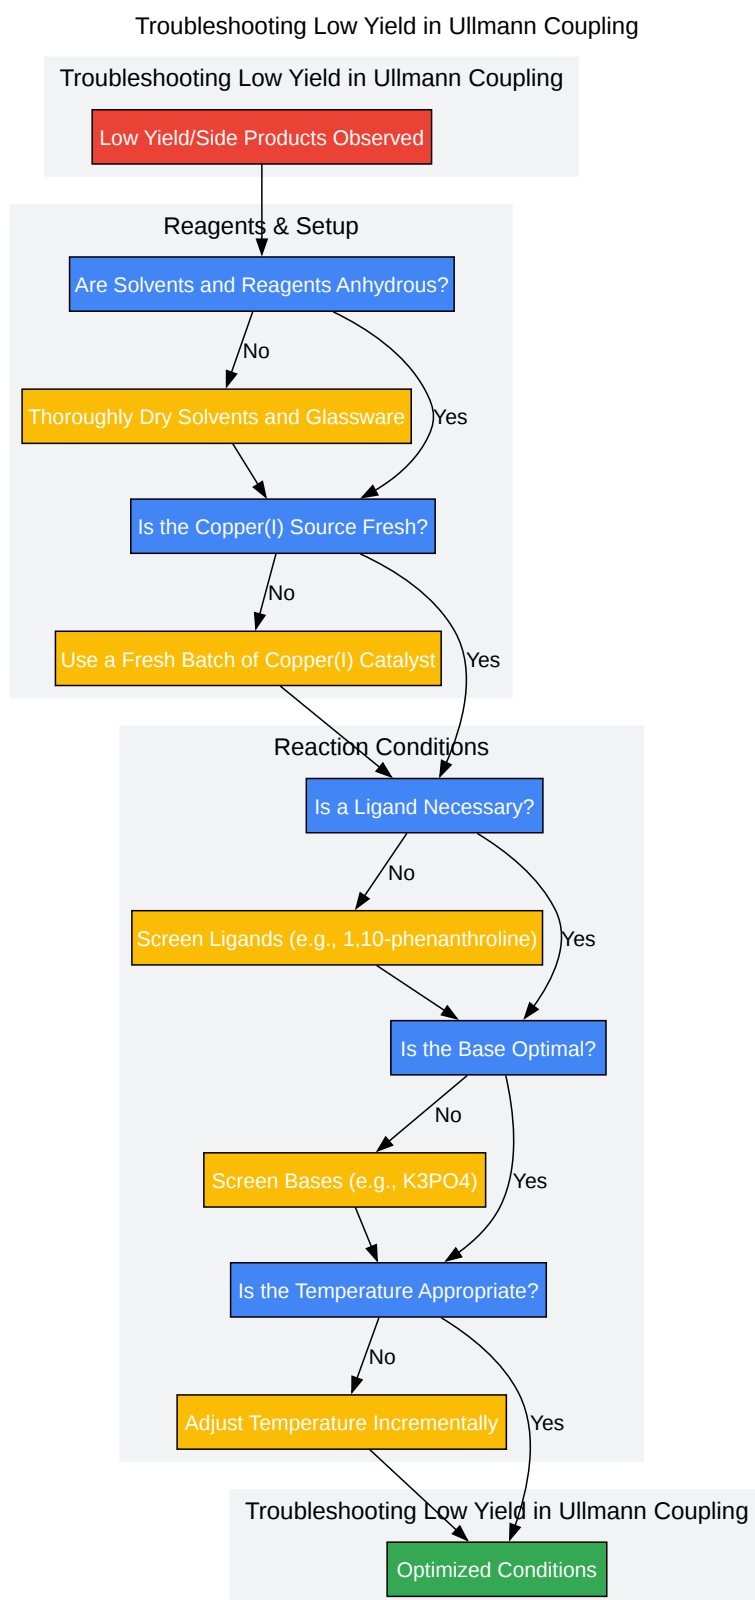 Troubleshooting Low Yield in Ullmann Coupling
Troubleshooting Low Yield in Ullmann Coupling
Low Yield/Side Products Observed
Reagents & Setup
Are Solvents and Reagents Anhydrous?
No
Thoroughly Dry Solvents and Glassware
Yes
Is the Copper(I) Source Fresh?
No
Use a Fresh Batch of Copper(I) Catalyst
Yes
Reaction Conditions
Is a Ligand Necessary?
No
Screen Ligands (e.g., 1,10-phenanthroline)
Yes
Is the Base Optimal?
No
Screen Bases (e.g., K3PO4)
Yes
Is the Temperature Appropriate?
No
Adjust Temperature Incrementally
Yes
Troubleshooting Low Yield in Ullmann Coupling
Optimized Conditions